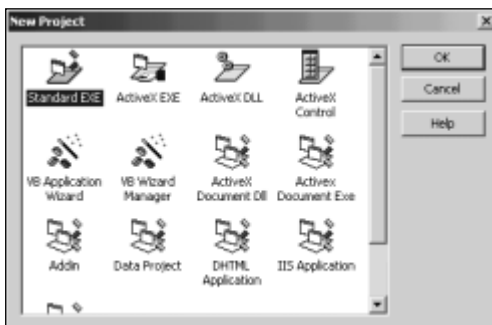 New Project
Standard EXE ActiveX EXE ActiveX DLL ActiveX
Control
OK
Cancel
Help
VB Application VB Wizard ActiveX Activex
Wizard Manager Document Dll Document Exe
Addin Data Project DHTML IIS Application
Application